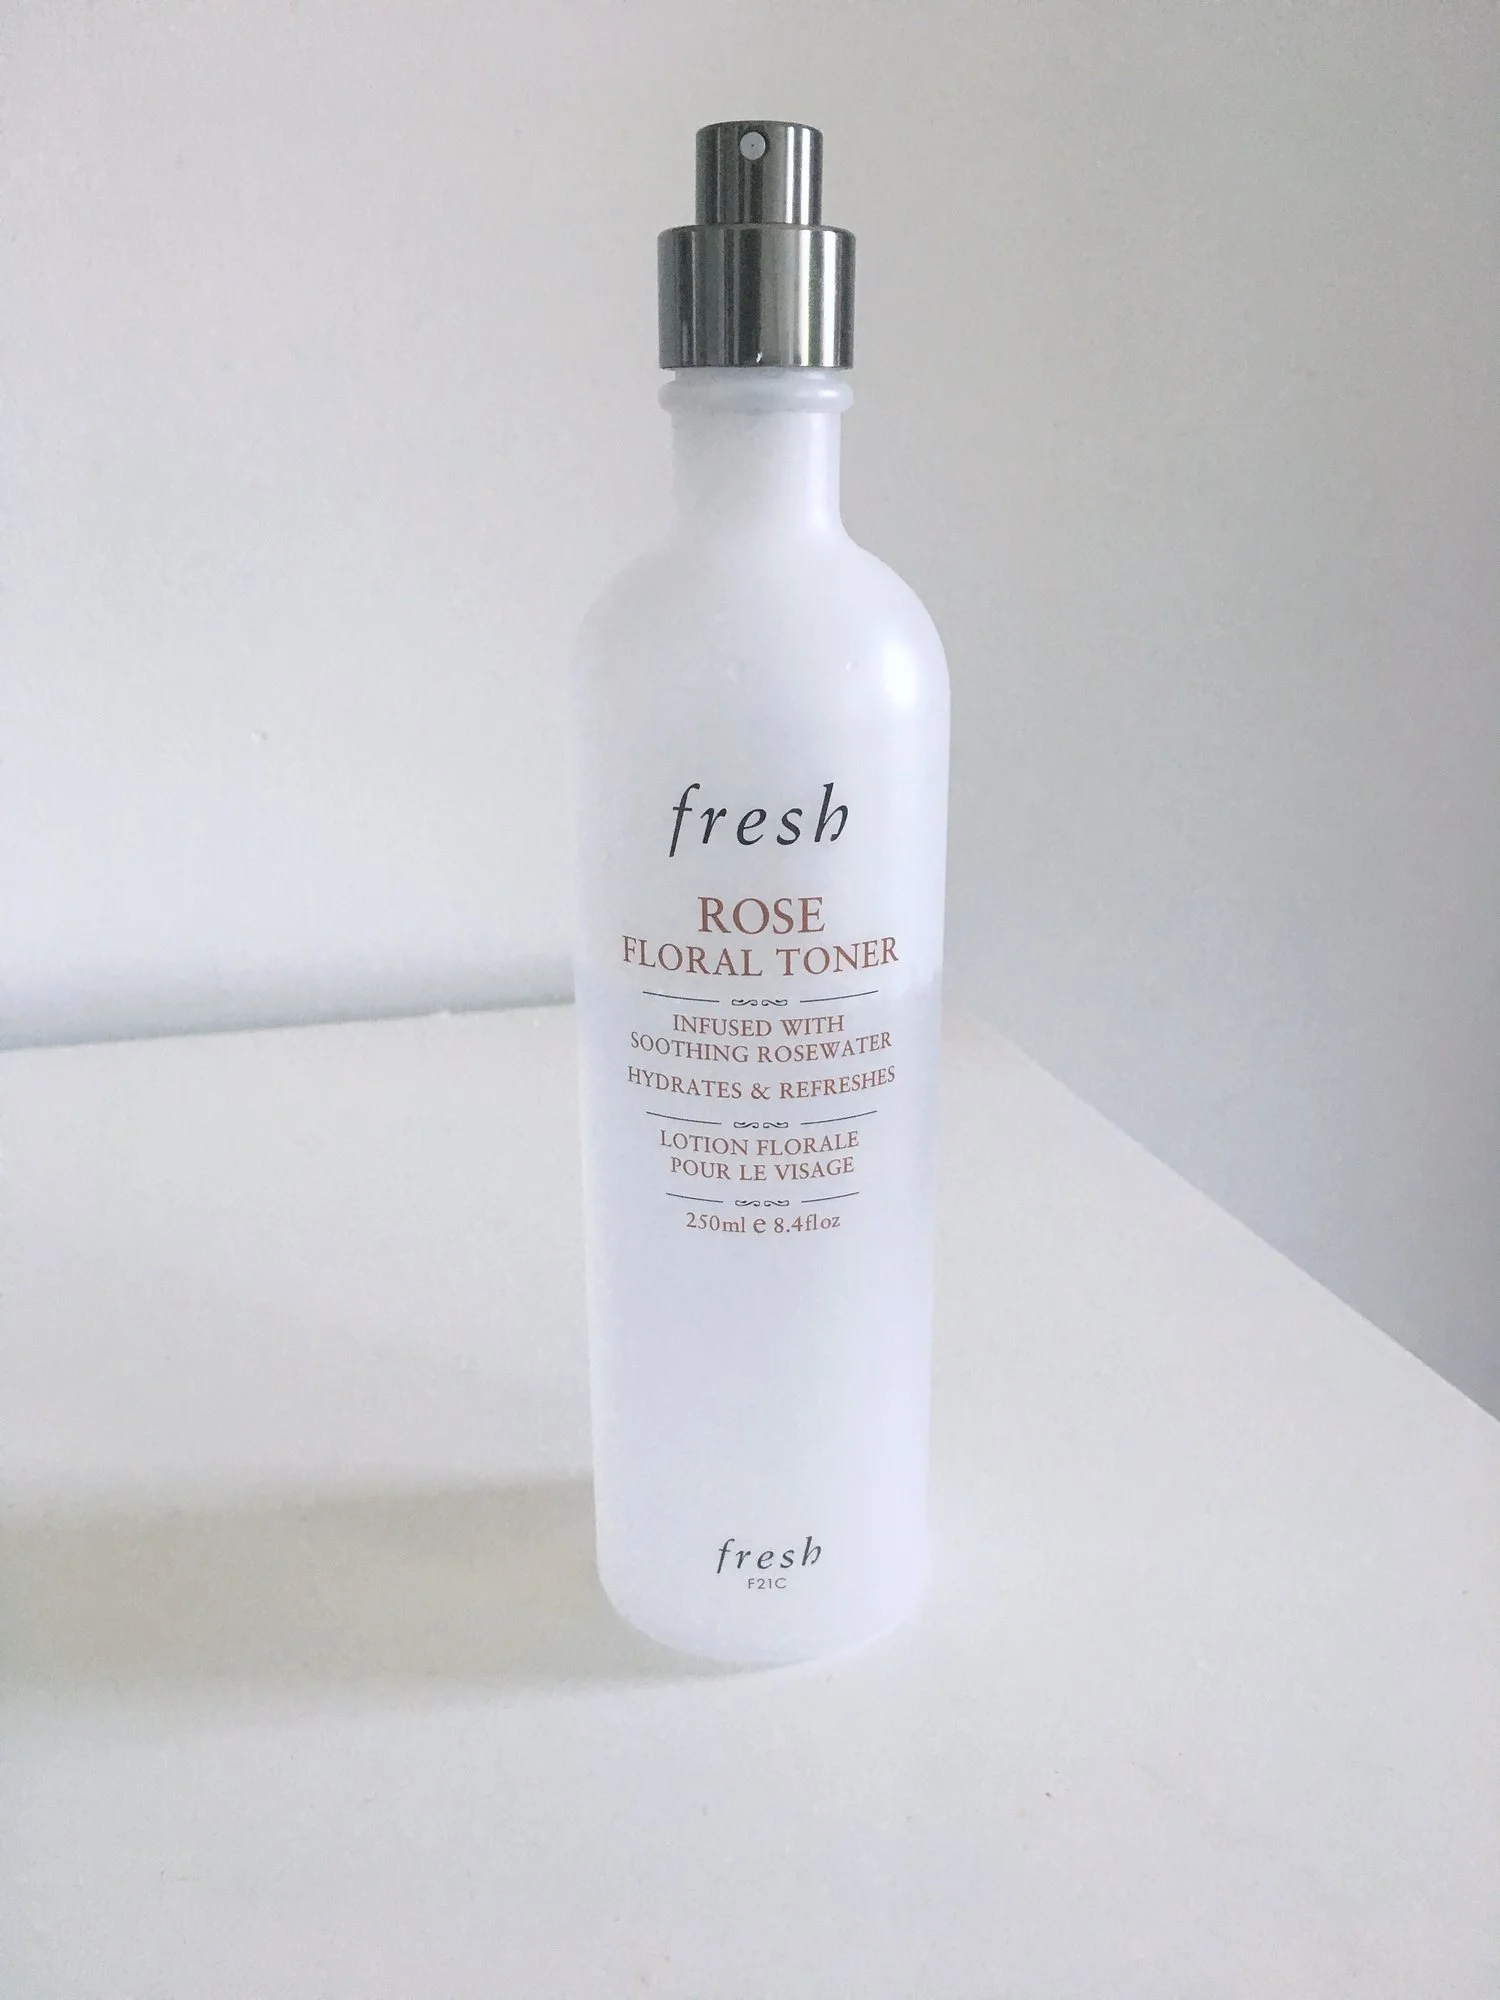 fresh
ROSE
FLORAL TONER
INFUSED WITH
SOOTHING ROSEWATER
HYDRATES & REFRESHES
LOTION FLORALE
POUR LE VISAGE
250ml e 8.4fl oz
fresh
F21C